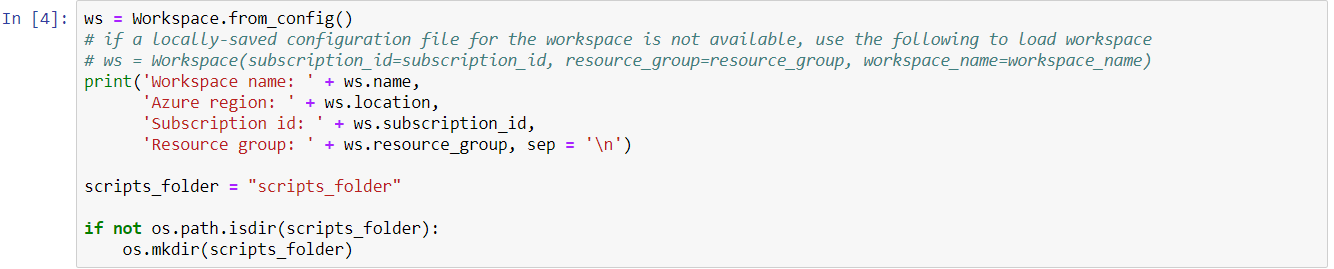 In [4]: ws = Workspace.from_config()
# if a locally-saved configuration file for the workspace is not available, use the following to load workspace
# ws = Workspace(subscription_id=subscription_id, resource_group=resource_group, workspace_name=workspace_name)
print('Workspace name: ' + ws.name,
      'Azure region: ' + ws.location,
      'Subscription id: ' + ws.subscription_id,
      'Resource group: ' + ws.resource_group, sep = '\n')

scripts_folder = "scripts_folder"

if not os.path.isdir(scripts_folder):
    os.mkdir(scripts_folder)